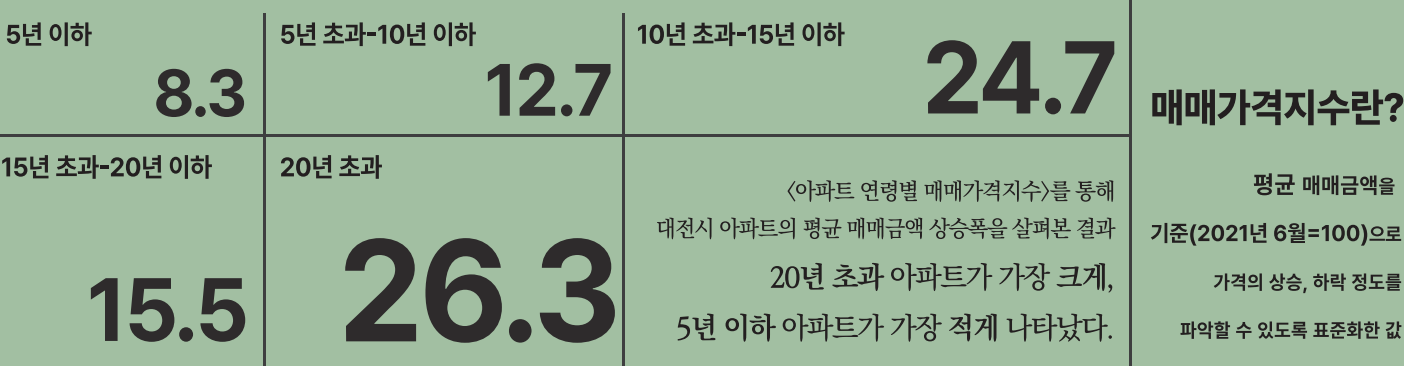 5년 이하
8.3
5년 초과-10년 이하
12.7
10년 초과-15년 이하
24.7
15년 초과-20년 이하
15.5
20년 초과
26.3
〈아파트 연령별 매매가격지수〉를 통해
대전시 아파트의 평균 매매금액 상승폭을 살펴본 결과
20년 초과 아파트가 가장 크게,
5년 이하 아파트가 가장 적게 나타났다.
매매가격지수란?
평균 매매금액을
기준(2021년 6월=100)으로
가격의 상승, 하락 정도를
파악할 수 있도록 표준화한 값